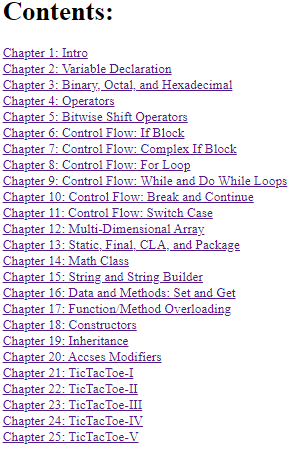 Contents:
Chapter 1: Intro
Chapter 2: Variable Declaration
Chapter 3: Binary, Octal, and Hexadecimal
Chapter 4: Operators
Chapter 5: Bitwise Shift Operators
Chapter 6: Control Flow: If Block
Chapter 7: Control Flow: Complex If Block
Chapter 8: Control Flow: For Loop
Chapter 9: Control Flow: While and Do While Loops
Chapter 10: Control Flow: Break and Continue
Chapter 11: Control Flow: Switch Case
Chapter 12: Multi-Dimensional Array
Chapter 13: Static, Final, CLA, and Package
Chapter 14: Math Class
Chapter 15: String and String Builder
Chapter 16: Data and Methods: Set and Get
Chapter 17: Function/Method Overloading
Chapter 18: Constructors
Chapter 19: Inheritance
Chapter 20: Accses Modifiers
Chapter 21: TicTacToe-I
Chapter 22: TicTacToe-II
Chapter 23: TicTacToe-III
Chapter 24: TicTacToe-IV
Chapter 25: TicTacToe-V